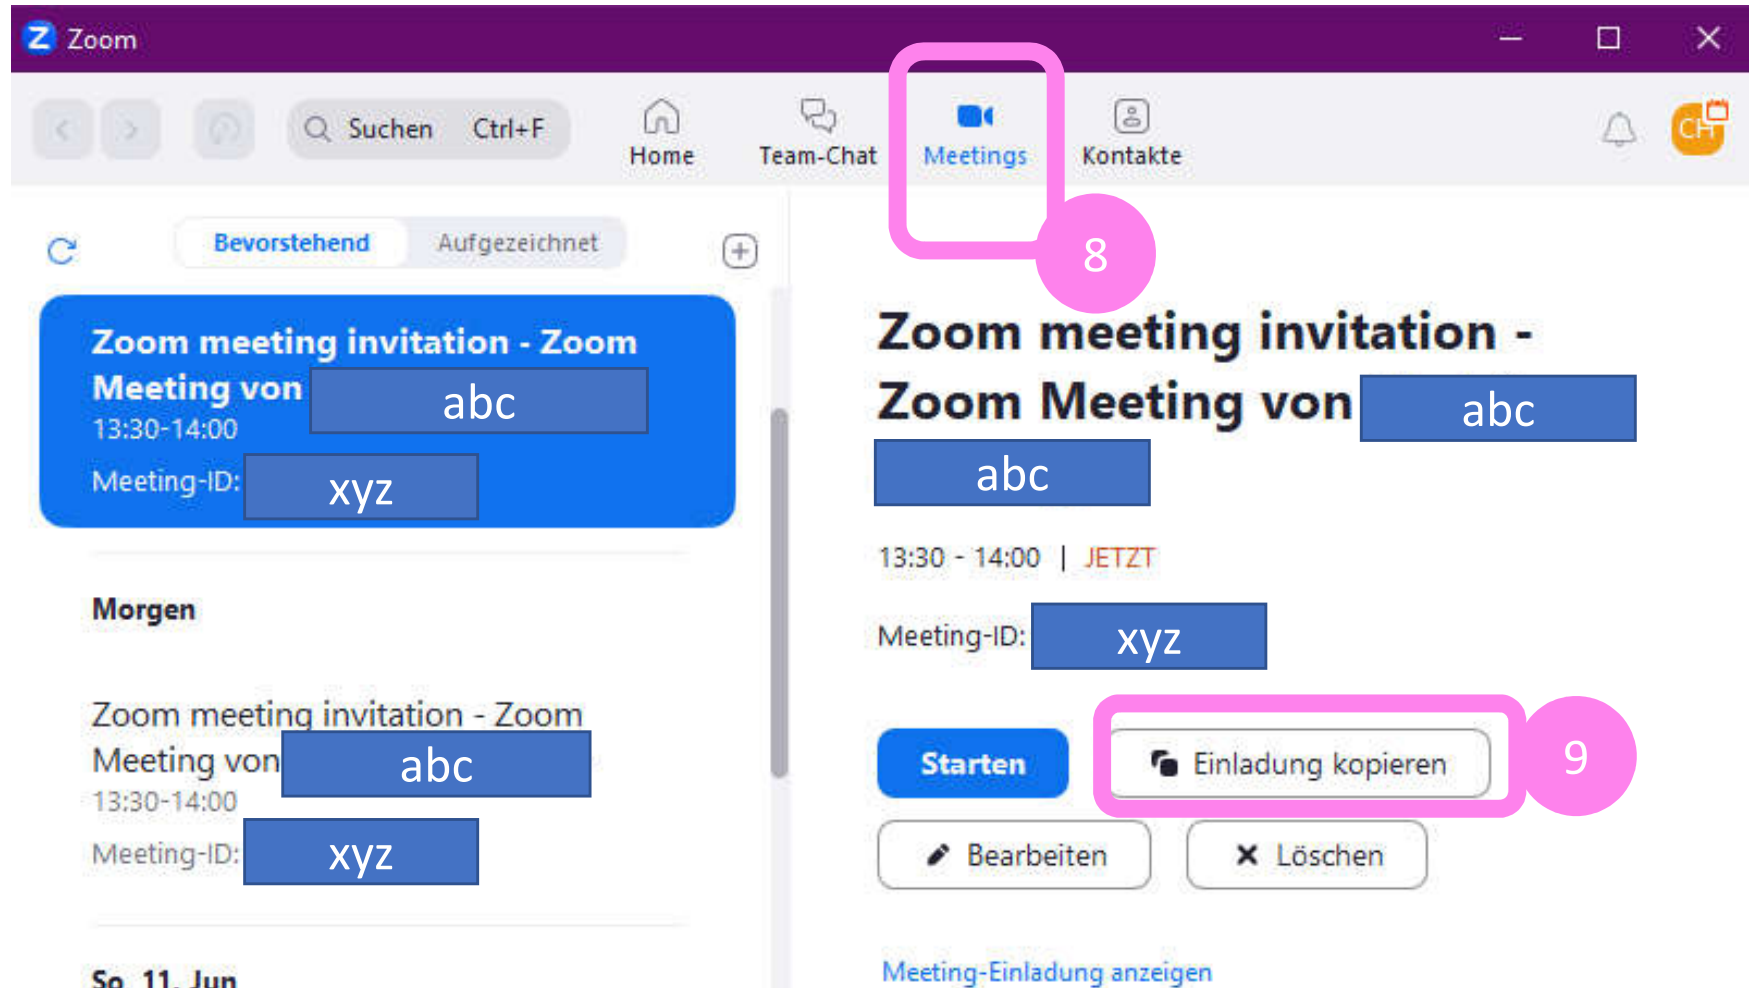 Z Zoom
Suchen Ctrl+F
Home
Team-Chat
Meetings
Kontakte
CH
8
Bevorstehend
Aufgezeichnet
Zoom meeting invitation - Zoom
Meeting von abc
13:30-14:00
Meeting-ID: xyz
Morgen
Zoom meeting invitation - Zoom
Meeting von abc
13:30-14:00
Meeting-ID: xyz
So. 11. Jun
Zoom meeting invitation -
Zoom Meeting von abc
abc
13:30 - 14:00 | JETZT
Meeting-ID: xyz
Starten
Einladung kopieren
9
Bearbeiten
Löschen
Meeting-Einladung anzeigen